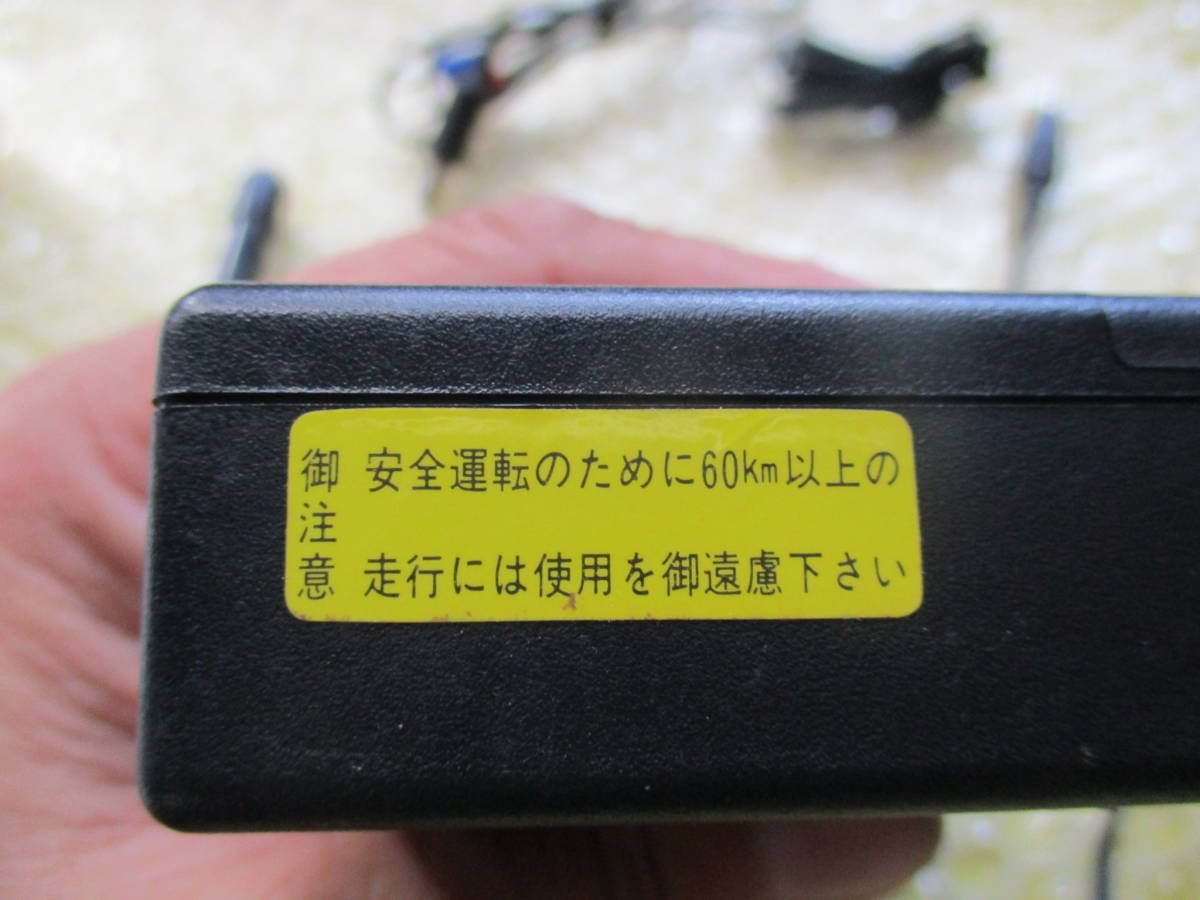 御注意
安全運転のために60km以上の
走行には使用を御遠慮下さい